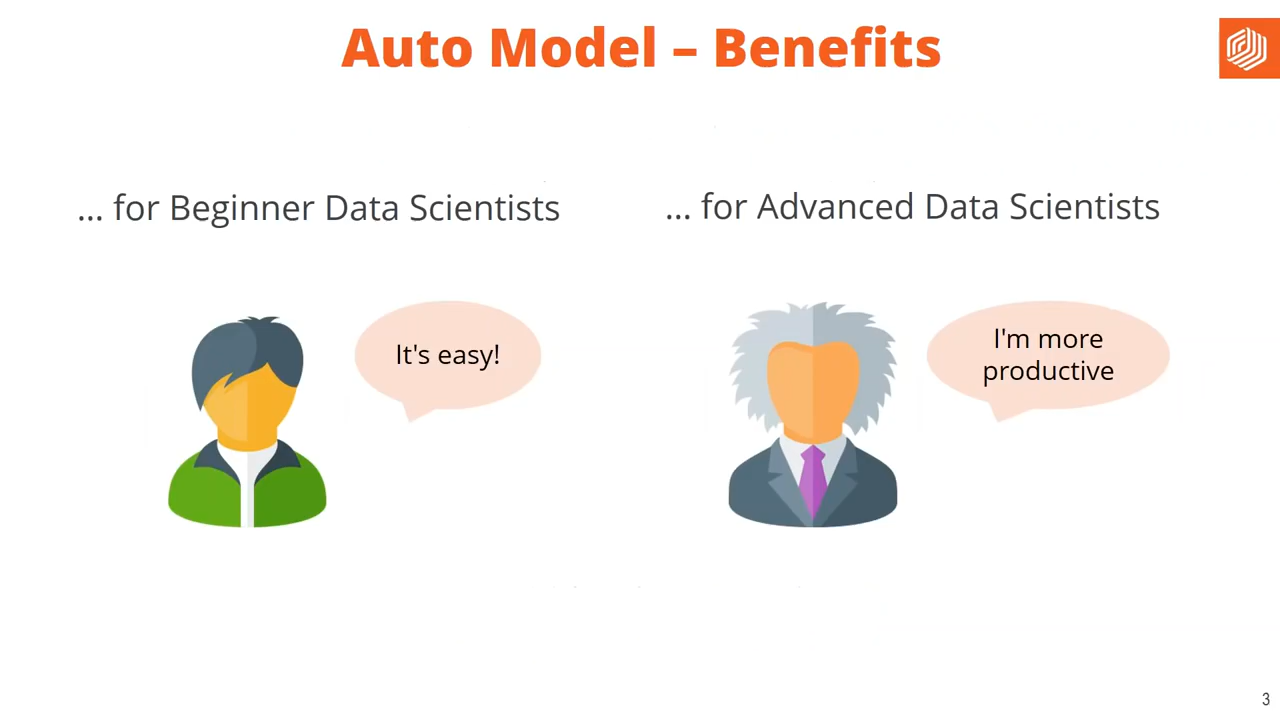 Auto Model – Benefits
... for Beginner Data Scientists
... for Advanced Data Scientists
It's easy!
I'm more
productive
3